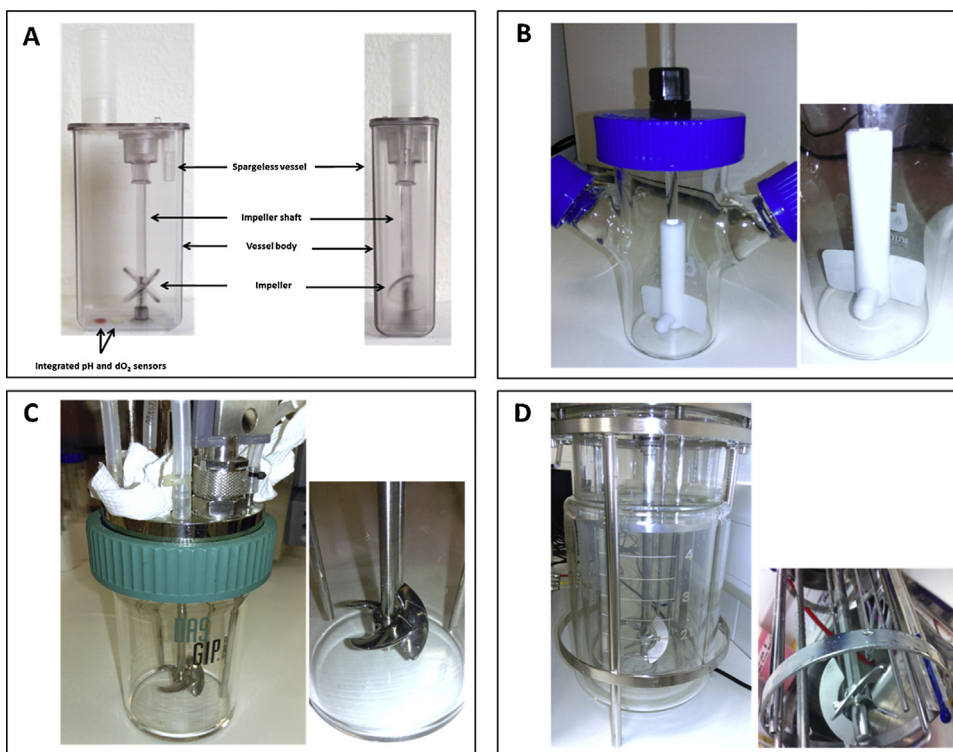 A
Spargeless vessel
Impeller shaft
Vessel body
Impeller
Integrated pH and dO₂ sensors
B
C
DAS
GIP
D
4
3
2